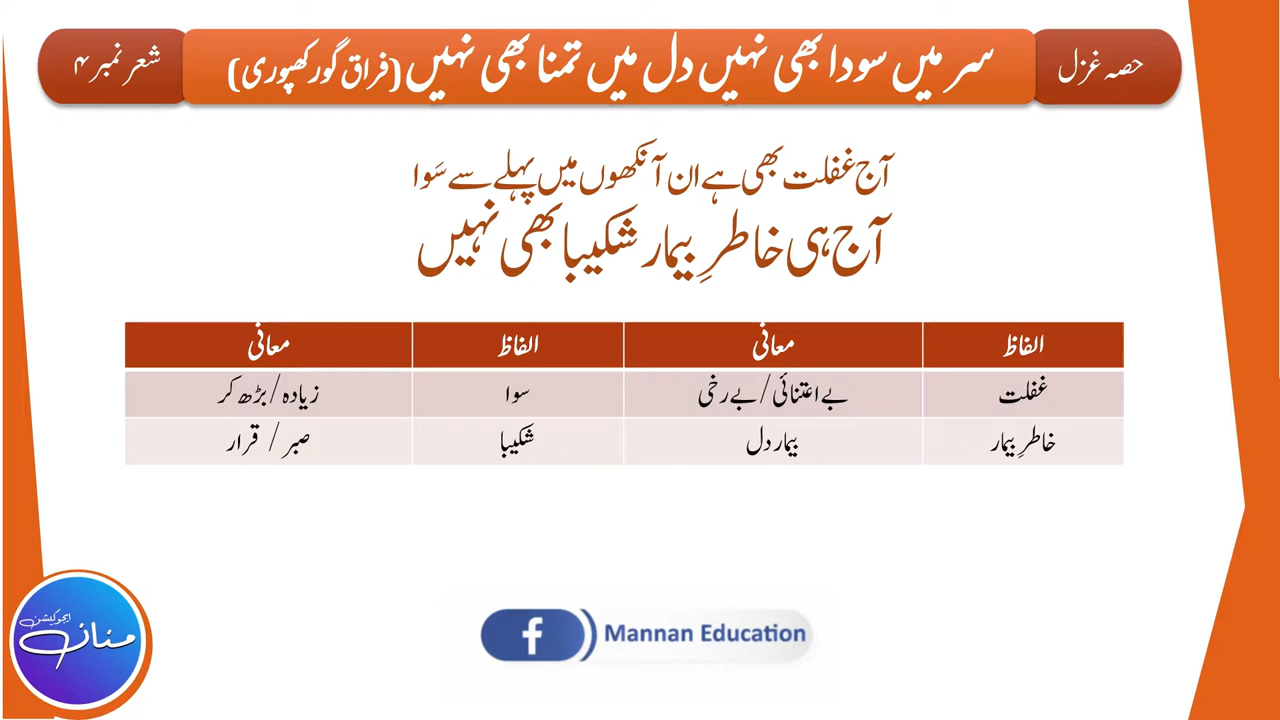 حصہ غزل
سر میں سودا بھی نہیں دل میں تمنا بھی نہیں (فراق گورکھپوری)
شعر نمبر ۴
آج غفلت بھی ہے ان آنکھوں میں پہلے سے سَوا
آج ہی خاطرِ بیمار شکیبا بھی نہیں
الفاظ معانی الفاظ معانی
غفلت بے اعتنائی/بے رخی سوا زیادہ/بڑھ کر
خاطرِ بیمار بیمار دل شکیبا صبر / قرار
ایجوکیشن
منان
f Mannan Education